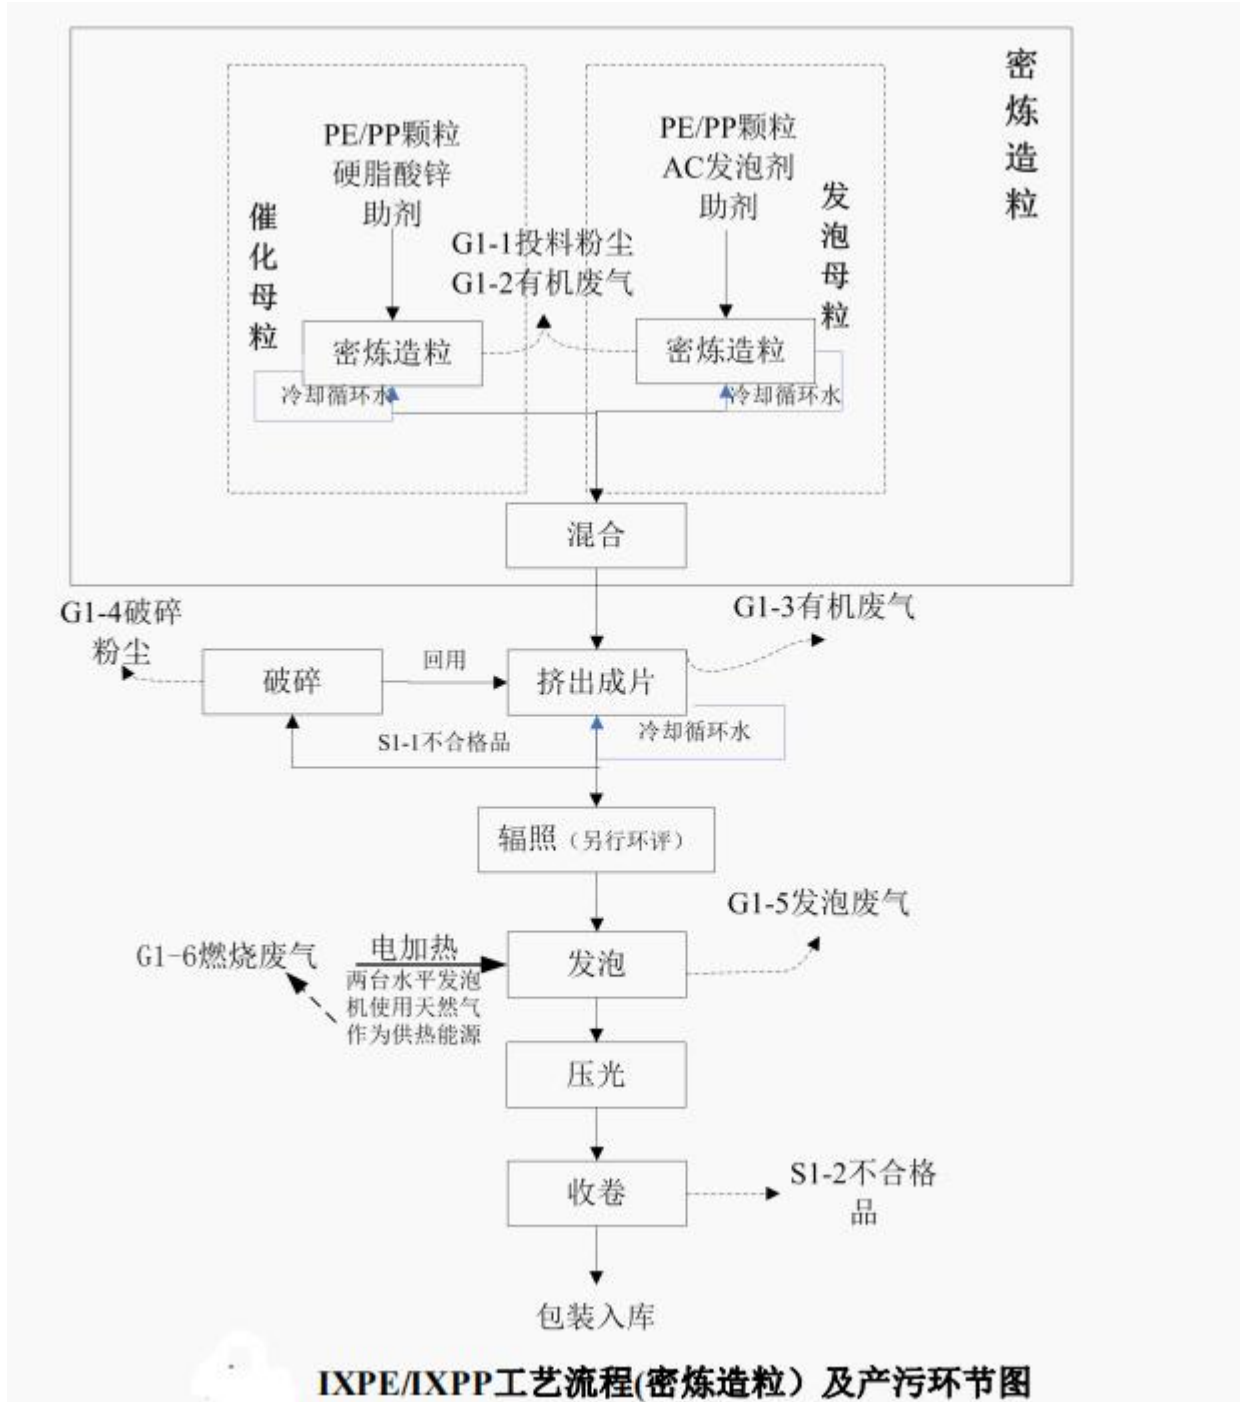 密
炼
造
粒
PE/PP颗粒
硬脂酸锌
助剂
催
化
母
粒
PE/PP颗粒
AC发泡剂
助剂
发
泡
母
粒
G1-1投料粉尘
G1-2有机废气
密炼造粒
密炼造粒
冷却循环水
冷却循环水
混合
G1-4破碎
粉尘
G1-3有机废气
破碎
回用
挤出成片
S1-1不合格品
冷却循环水
辐照（另行环评）
G1-5发泡废气
G1-6燃烧废气
电加热
两台水平发泡
机使用天然气
作为供热能源
发泡
压光
收卷
S1-2不合格
品
包装入库
IXPE/IXPP工艺流程(密炼造粒）及产污环节图